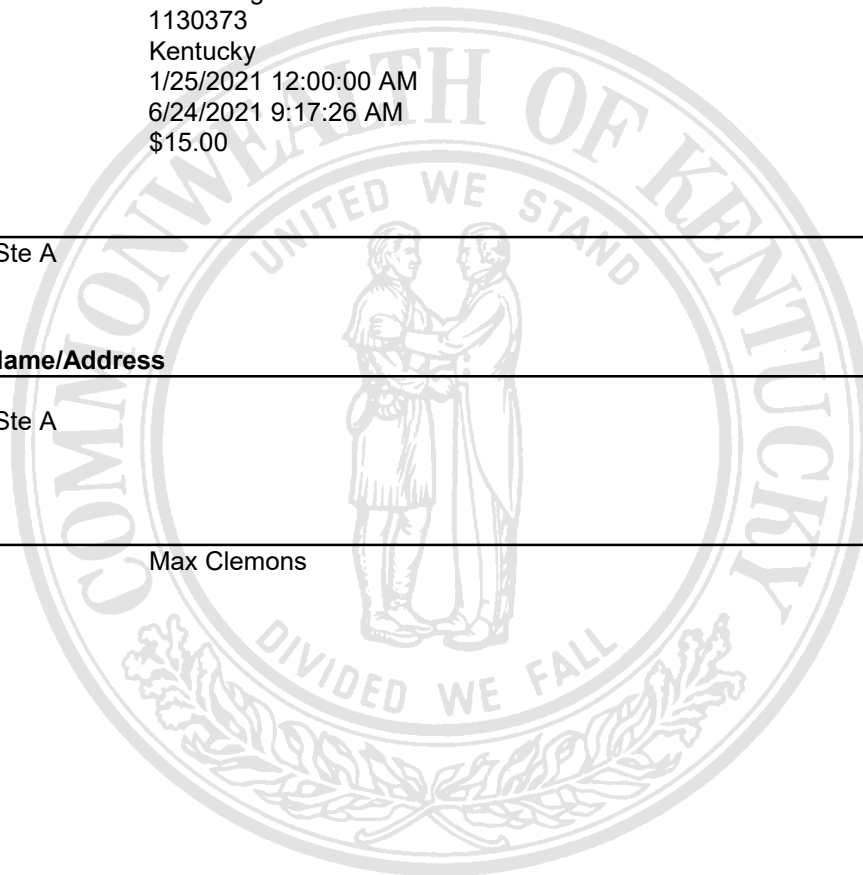 1130373
Kentucky
1/25/2021 12:00:00 AM
6/24/2021 9:17:26 AM
$15.00
Ste A
Name/Address
Ste A
Max Clemons
COMMONWEALTH OF KENTUCKY
UNITED WE STAND
DIVIDED WE FALL